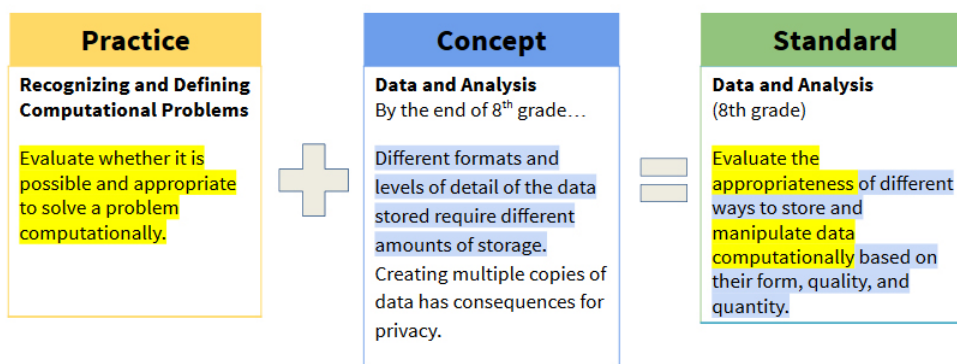 Practice
Recognizing and Defining
Computational Problems
Evaluate whether it is
possible and appropriate
to solve a problem
computationally.
Concept
Data and Analysis
By the end of 8th grade…
Different formats and
levels of detail of the data
stored require different
amounts of storage.
Creating multiple copies of
data has consequences for
privacy.
Standard
Data and Analysis
(8th grade)
Evaluate the
appropriateness of different
ways to store and
manipulate data
computationally based on
their form, quality, and
quantity.